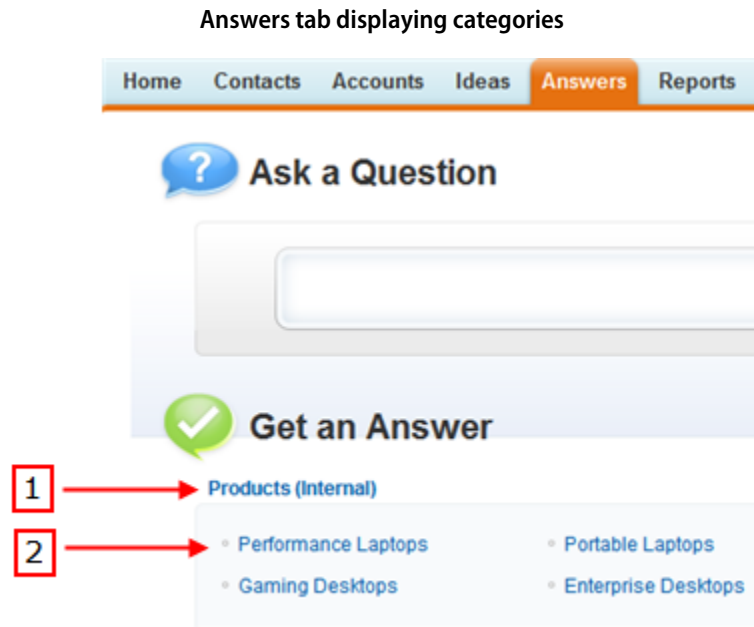 Answers tab displaying categories
Home Contacts Accounts Ideas Answers Reports
? Ask a Question
Get an Answer
1 Products (Internal)
2 Performance Laptops Portable Laptops
Gaming Desktops Enterprise Desktops